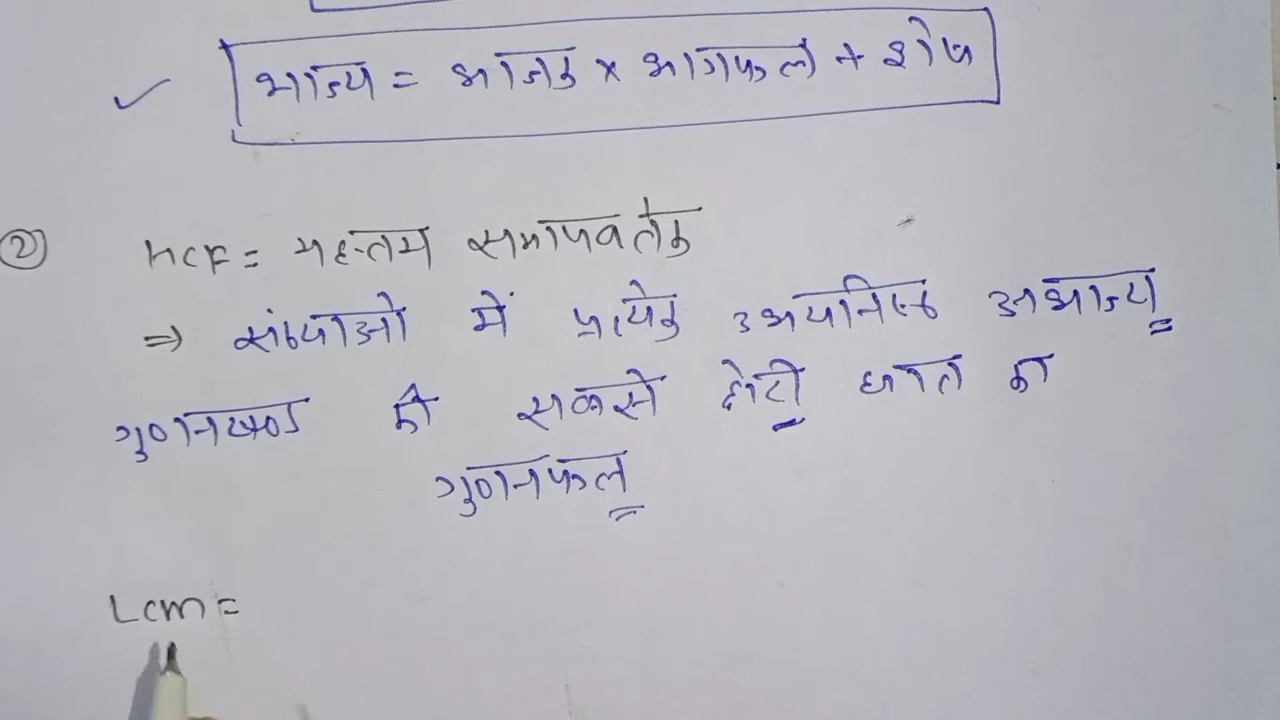 भाज्य = भाजक × भागफल + शेष
② HCF = महत्तम समापवर्तक
⇒ संख्याओ में प्रत्येक उभयनिष्ठ अभाज्य
गुणनखण्ड की सबसे छोटी घात का
गुणनफल
Lcm =